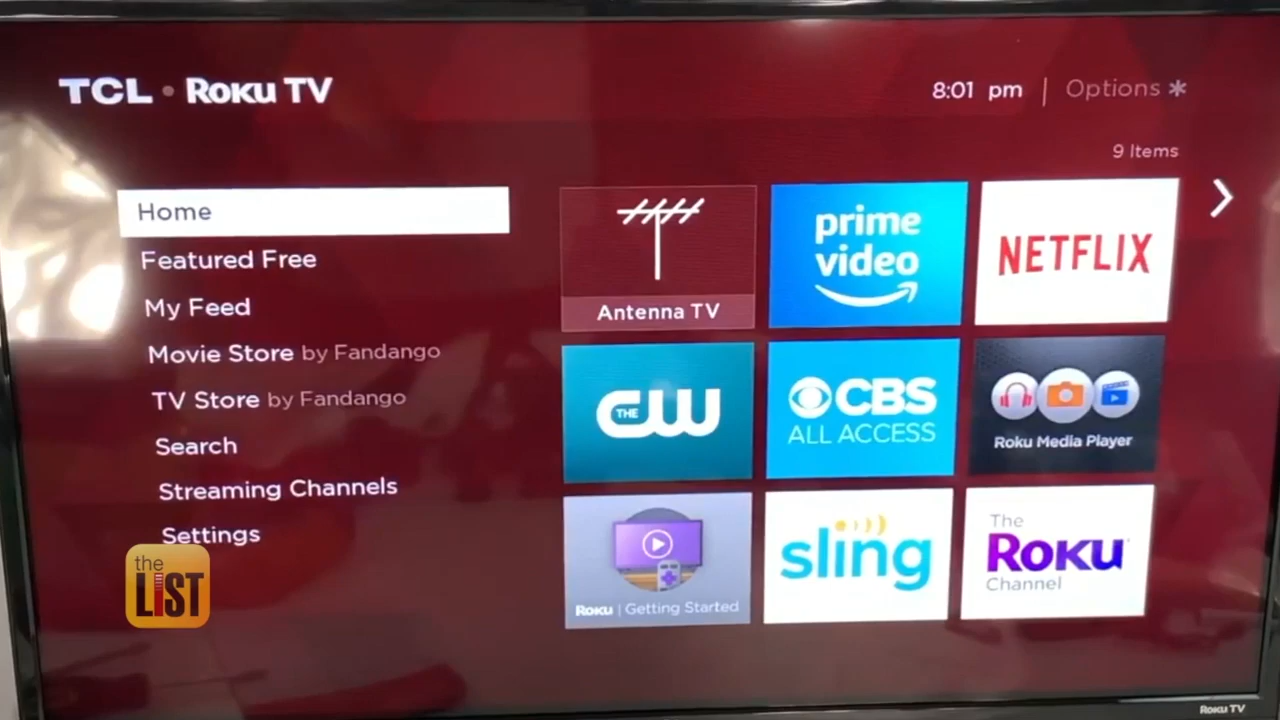 TCL • Roku TV
8:01 pm | Options *
9 Items
Home
Featured Free
My Feed
Movie Store by Fandango
TV Store by Fandango
Search
Streaming Channels
Settings
Antenna TV
prime
video
NETFLIX
THE CW
CBS
ALL ACCESS
Roku Media Player
Roku | Getting Started
sling
The
Roku
Channel
the
LIST
Roku TV